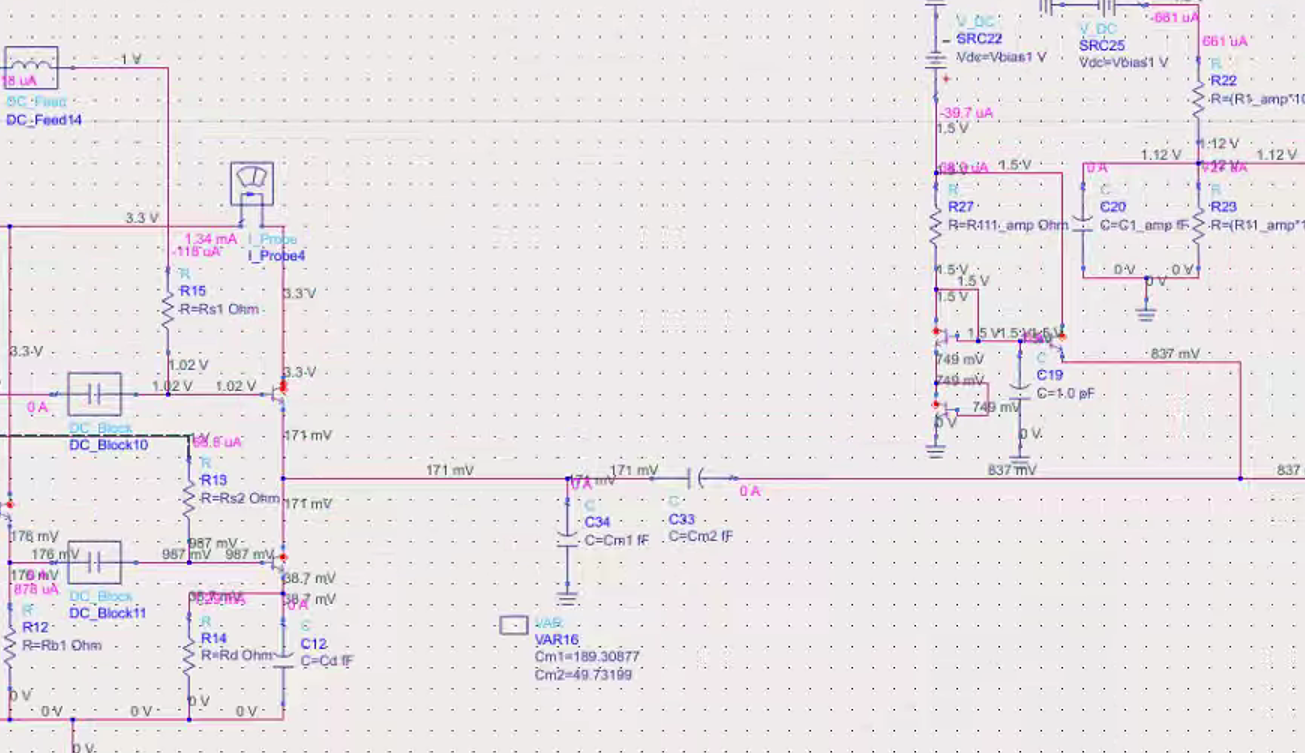 1 V
18 uA
DC_Feed
DC_Feed14
3.3 V
1.34 mA
I_Probe
I_Probe4
-118 uA
R
R15
R=Rs1 Ohm
3.3 V
3.3-V
3.3-V
1.02 V
1.02 V
1.02 V
0 A
DC_Block
DC_Block10
171 mV
R
R13
R=Rs2 Ohm
171 mV
171 mV
171 mV
0 A
C
C34
C=Cm1 fF
C
C33
C=Cm2 fF
176 mV
176 mV
987 mV
987 mV
987 mV
38.7 mV
38.7 mV
878 uA
DC_Block
DC_Block11
0 A
R
R12
R=Rb1 Ohm
R
R14
R=Rd Ohm
C
C12
C=Cd fF
0 V
0 V
0 V
0 V
0 V
0 V
VAR
VAR16
Cm1=189.30877
Cm2=49.73199
V_DC
SRC22
Vdc=Vbias1 V
V_DC
SRC25
Vdc=Vbias1 V
-661 uA
661 uA
R
R22
-39.7 uA
1.5 V
1.5 V
R
R27
R=R111_amp Ohm
1.12 V
1.12 V
1.12 V
0 A
C
C20
C=C1_amp fF
R
R23
0 V
0 V
0 V
1.5 V
1.5 V
1.5 V
1.5 V
749 mV
749 mV
749 mV
0 V
C
C19
C=1.0 pF
0 V
837 mV
837 mV
837